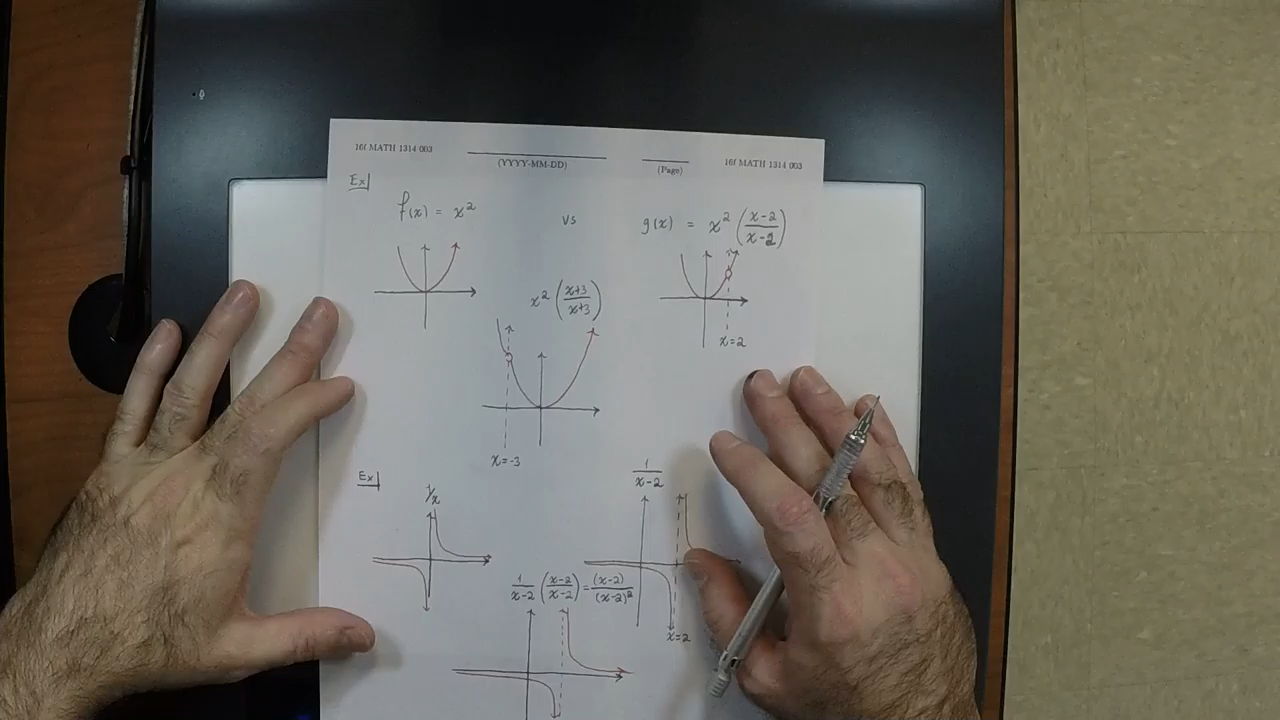 16f MATH 1314 003 (YYYY-MM-DD) (Page) 16f MATH 1314 003
Ex|
f(x) = x² vs g(x) = x² ((x-2)/(x-2))
x² ((x+3)/(x+3))
x=2
x=-3
Ex|
1/x
1/(x-2)
1/(x-2) ((x-2)/(x-2)) = (x-2)/(x-2)²
x=2